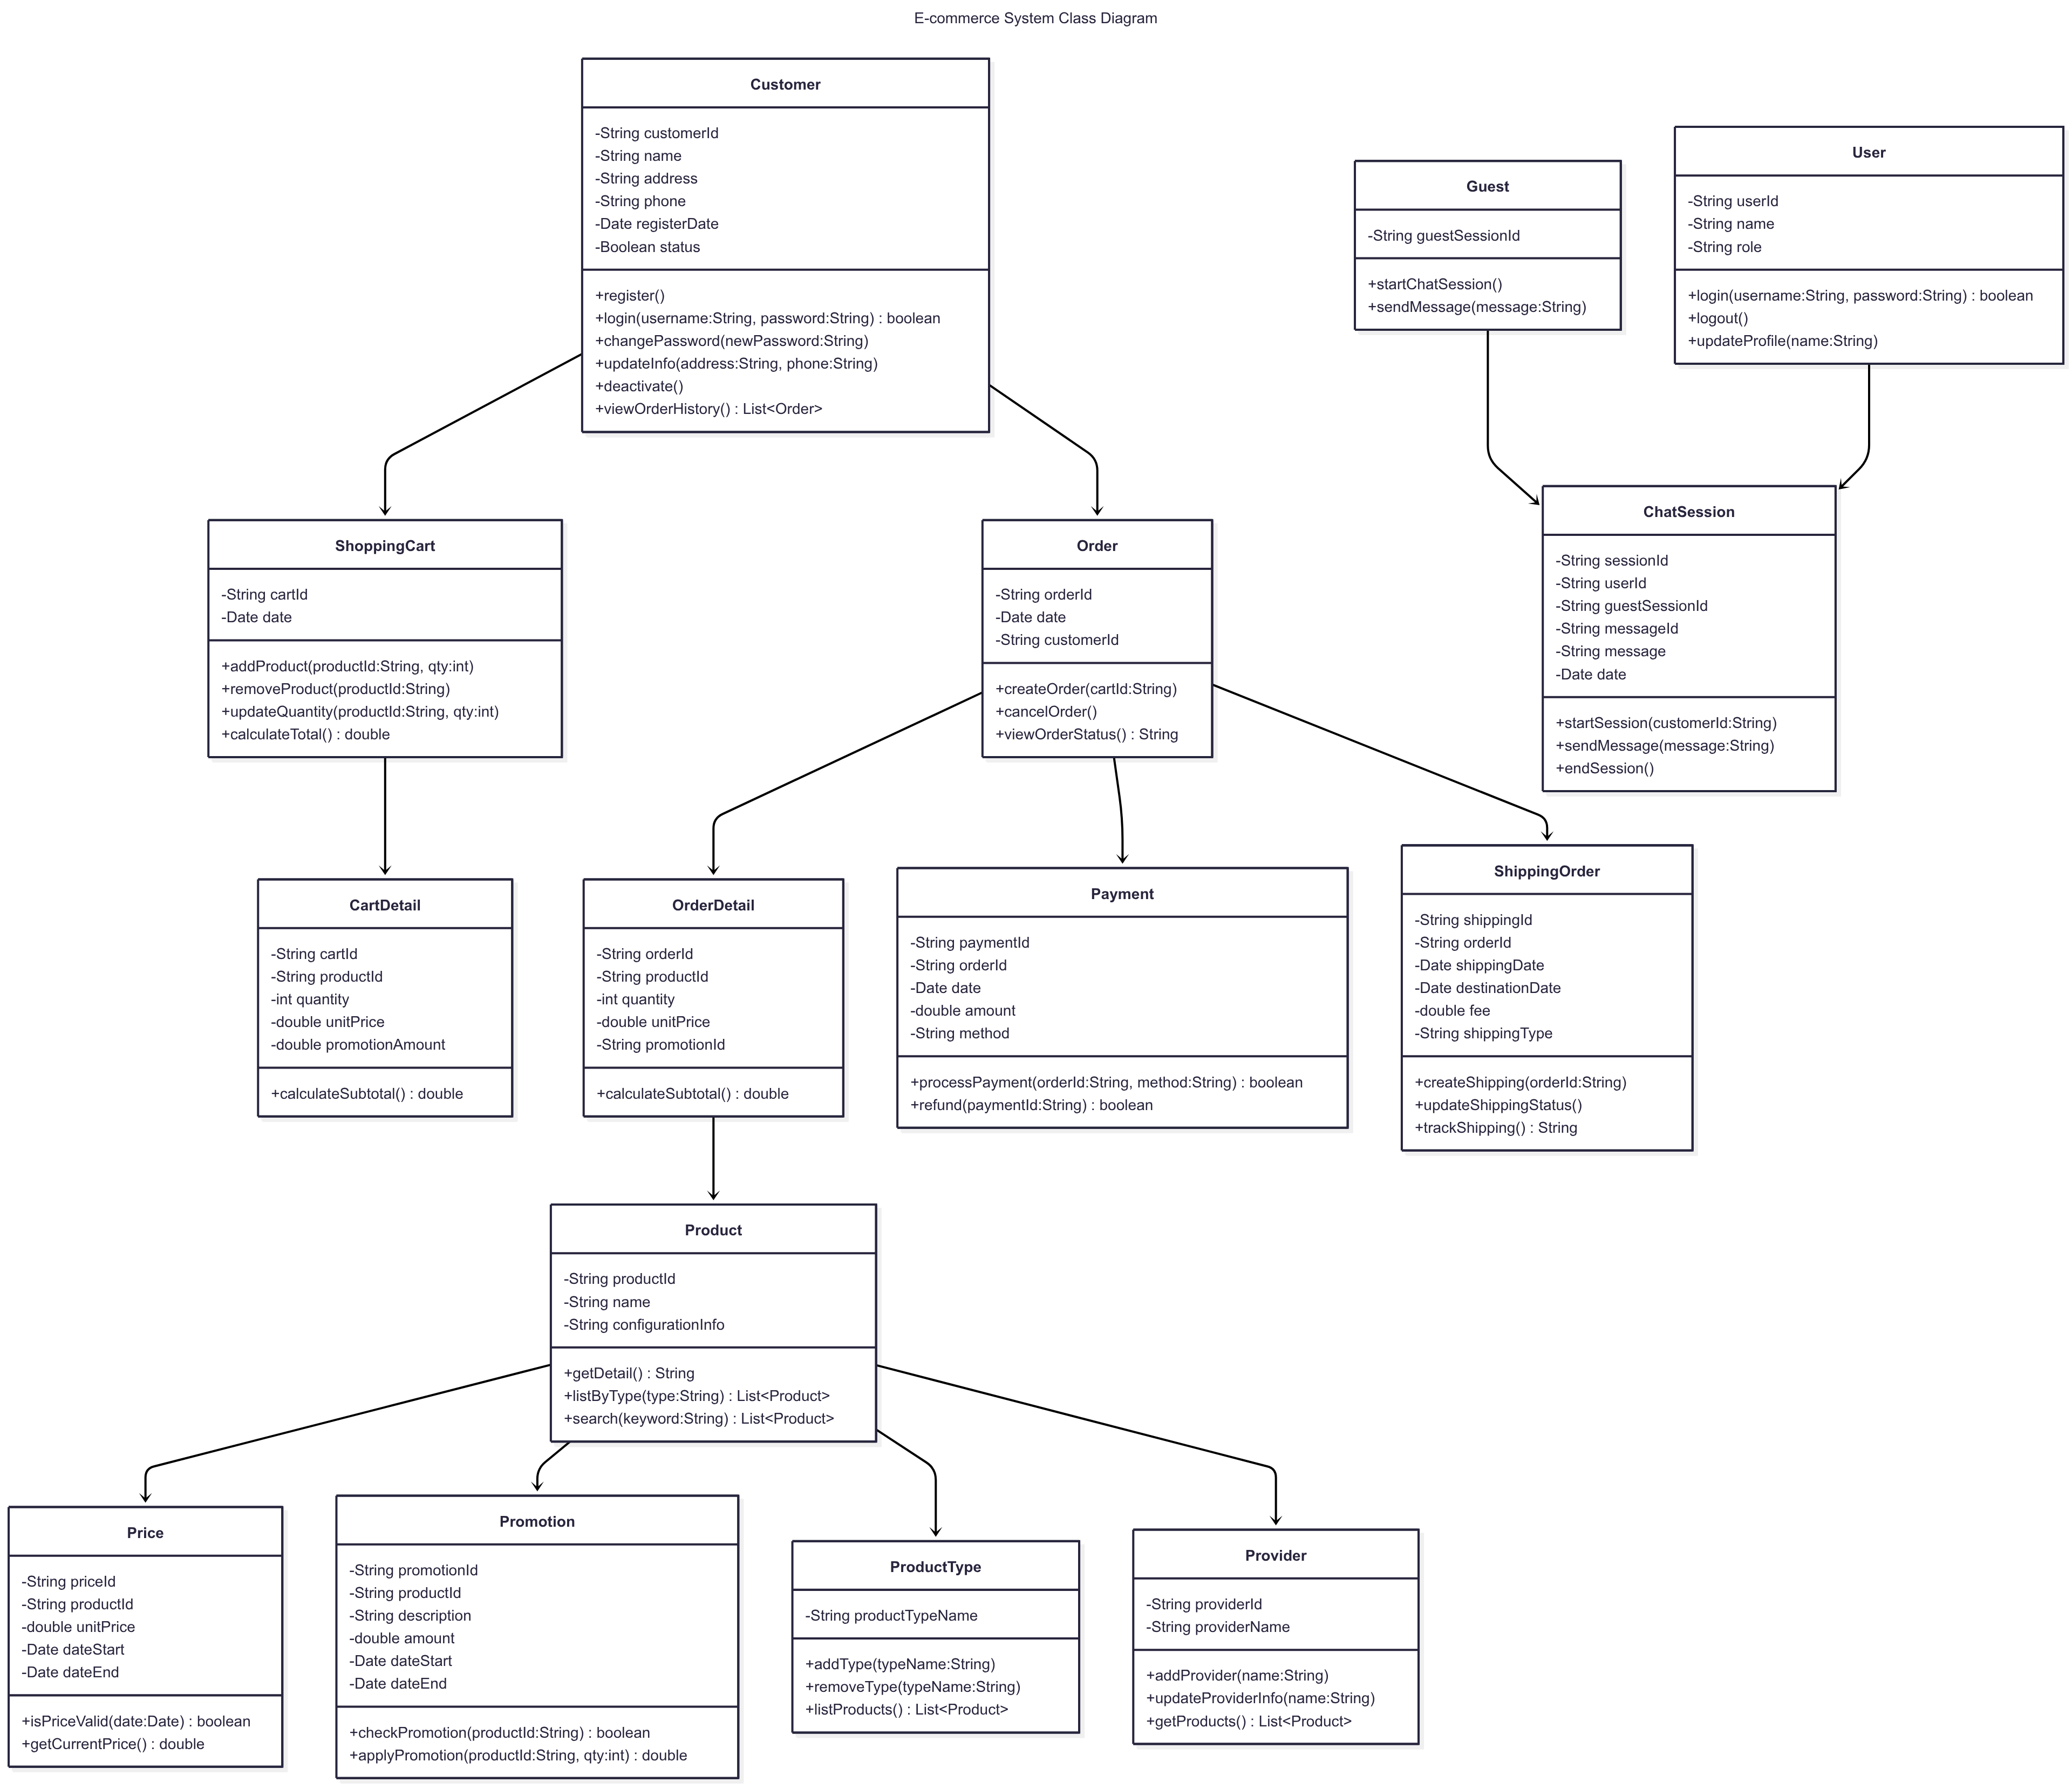 E-commerce System Class Diagram
Customer
-String customerId
-String name
-String address
-String phone
-Date registerDate
-Boolean status
+register()
+login(username:String, password:String) : boolean
+changePassword(newPassword:String)
+updateInfo(address:String, phone:String)
+deactivate()
+viewOrderHistory() : List<Order>
Guest
-String guestSessionId
+startChatSession()
+sendMessage(message:String)
User
-String userId
-String name
-String role
+login(username:String, password:String) : boolean
+logout()
+updateProfile(name:String)
ShoppingCart
-String cartId
-Date date
+addProduct(productId:String, qty:int)
+removeProduct(productId:String)
+updateQuantity(productId:String, qty:int)
+calculateTotal() : double
Order
-String orderId
-Date date
-String customerId
+createOrder(cartId:String)
+cancelOrder()
+viewOrderStatus() : String
ChatSession
-String sessionId
-String userId
-String guestSessionId
-String messageId
-String message
-Date date
+startSession(customerId:String)
+sendMessage(message:String)
+endSession()
CartDetail
-String cartId
-String productId
-int quantity
-double unitPrice
-double promotionAmount
+calculateSubtotal() : double
OrderDetail
-String orderId
-String productId
-int quantity
-double unitPrice
-String promotionId
+calculateSubtotal() : double
Payment
-String paymentId
-String orderId
-Date date
-double amount
-String method
+processPayment(orderId:String, method:String) : boolean
+refund(paymentId:String) : boolean
ShippingOrder
-String shippingId
-String orderId
-Date shippingDate
-Date destinationDate
-double fee
-String shippingType
+createShipping(orderId:String)
+updateShippingStatus()
+trackShipping() : String
Product
-String productId
-String name
-String configurationInfo
+getDetail() : String
+listByType(type:String) : List<Product>
+search(keyword:String) : List<Product>
Price
-String priceId
-String productId
-double unitPrice
-Date dateStart
-Date dateEnd
+isPriceValid(date:Date) : boolean
+getCurrentPrice() : double
Promotion
-String promotionId
-String productId
-String description
-double amount
-Date dateStart
-Date dateEnd
+checkPromotion(productId:String) : boolean
+applyPromotion(productId:String, qty:int) : double
ProductType
-String productTypeName
+addType(typeName:String)
+removeType(typeName:String)
+listProducts() : List<Product>
Provider
-String providerId
-String providerName
+addProvider(name:String)
+updateProviderInfo(name:String)
+getProducts() : List<Product>